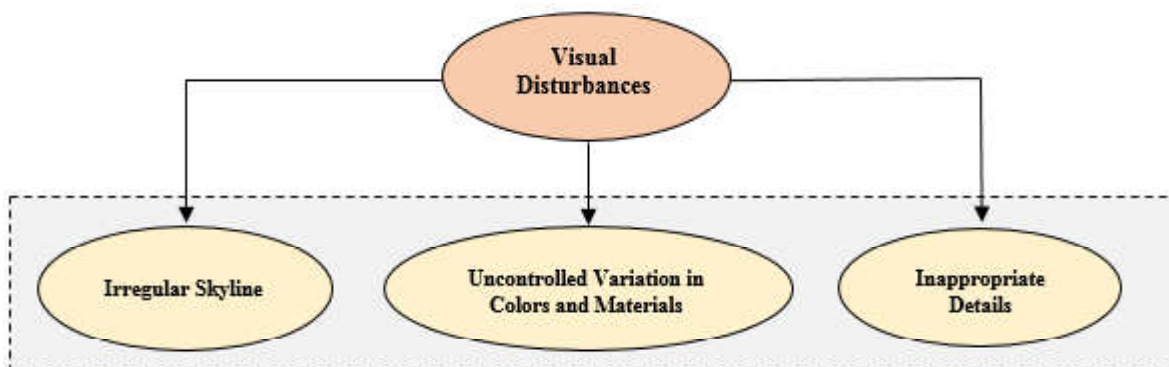 Visual
Disturbances
Irregular Skyline
Uncontrolled Variation in
Colors and Materials
Inappropriate
Details